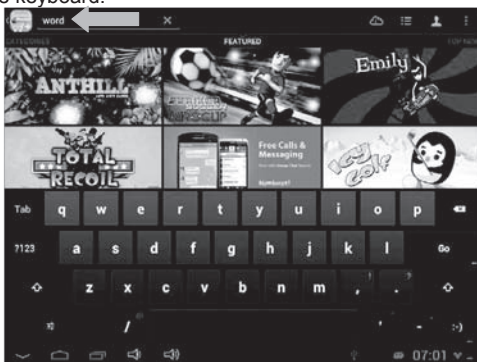 keyboard.
word
CATEGORIES FEATURED TOP NEW
ANTHILL
Emily
TOTAL RECOIL
Free Calls & Messaging
Icy Golf
Tab q w e r t y u i o p
?123 a s d f g h j k l Go
z x c v b n m , .
/ ' - :-)
07:01